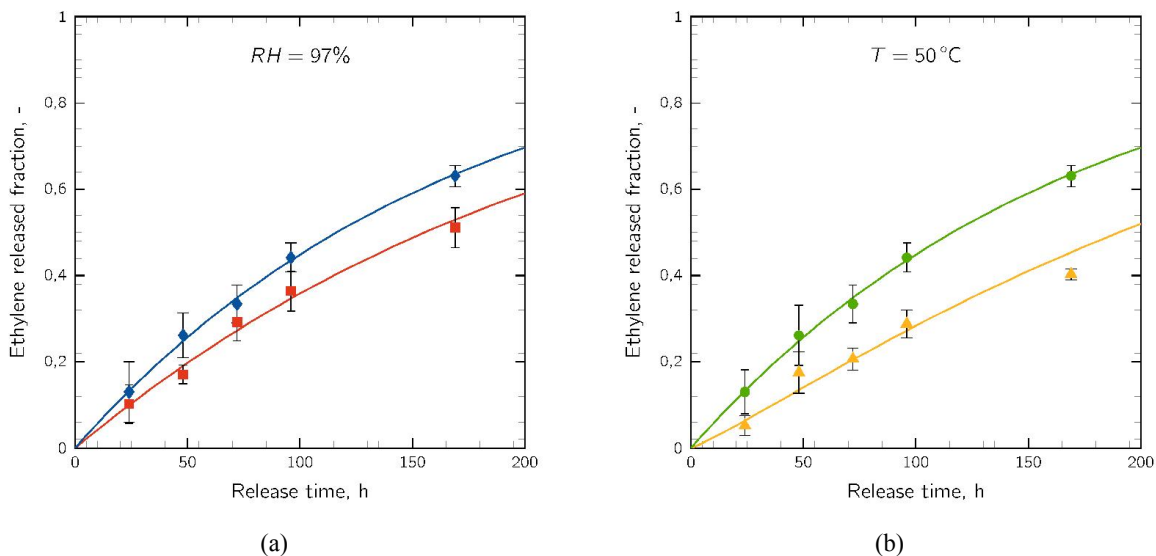 1
0,8
0,6
0,4
0,2
0
Ethylene released fraction, -
RH = 97%
0 50 100 150 200
Release time, h
(a)
1
0,8
0,6
0,4
0,2
0
Ethylene released fraction, -
T = 50 °C
0 50 100 150 200
Release time, h
(b)